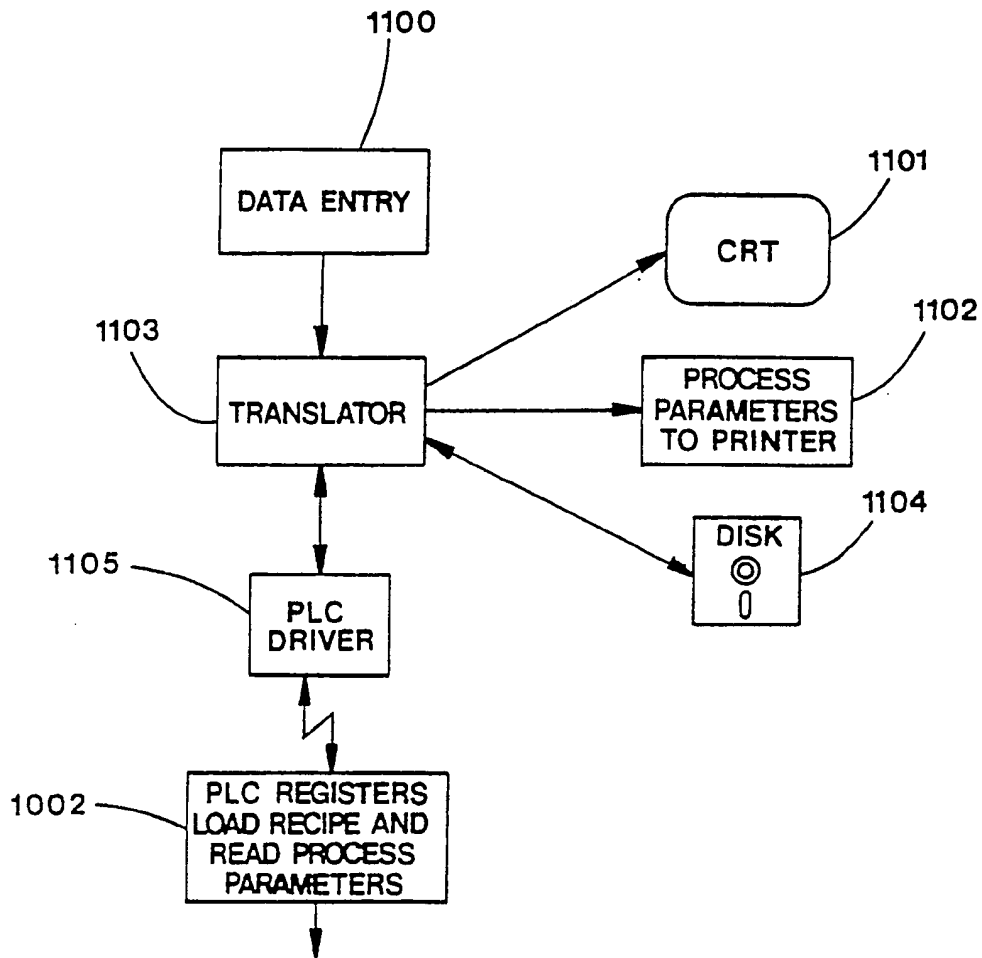 1100
DATA ENTRY
1101
CRT
1103
TRANSLATOR
1102
PROCESS
PARAMETERS
TO PRINTER
1104
DISK
1105
PLC
DRIVER
1002
PLC REGISTERS
LOAD RECIPE AND
READ PROCESS
PARAMETERS